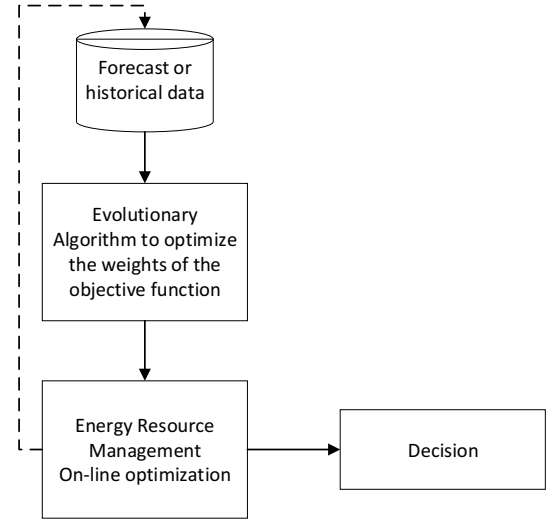 Forecast or
historical data
Evolutionary
Algorithm to optimize
the weights of the
objective function
Energy Resource
Management
On-line optimization
Decision